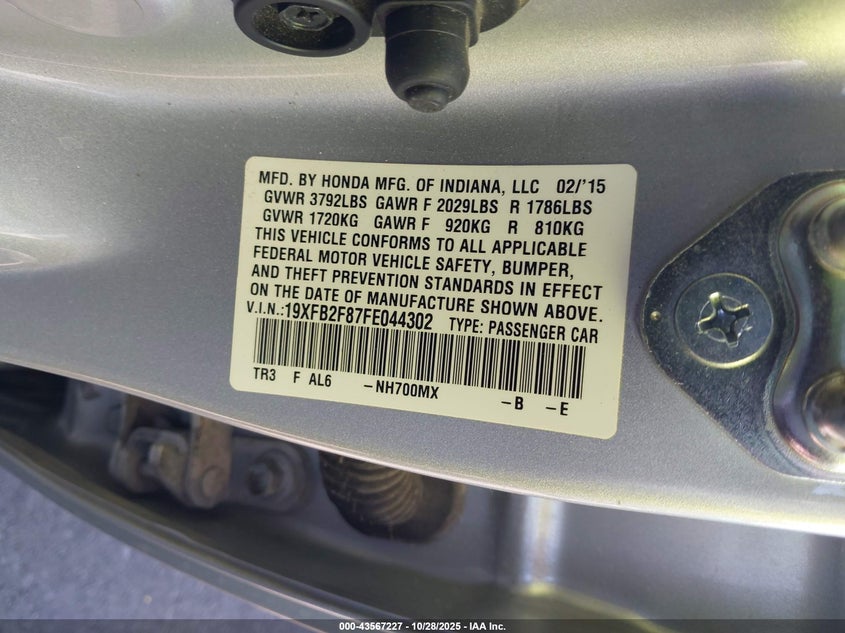 MFD. BY HONDA MFG. OF INDIANA, LLC 02/'15
GVWR 3792LBS GAWR F 2029LBS R 1786LBS
GVWR 1720KG GAWR F 920KG R 810KG
THIS VEHICLE CONFORMS TO ALL APPLICABLE
FEDERAL MOTOR VEHICLE SAFETY, BUMPER,
AND THEFT PREVENTION STANDARDS IN EFFECT
ON THE DATE OF MANUFACTURE SHOWN ABOVE.
V.I.N.:19XFB2F87FE044302 TYPE: PASSENGER CAR
TR3 F AL6 -NH700MX -B -E
000-43567227 - 10/28/2025 - IAA Inc.